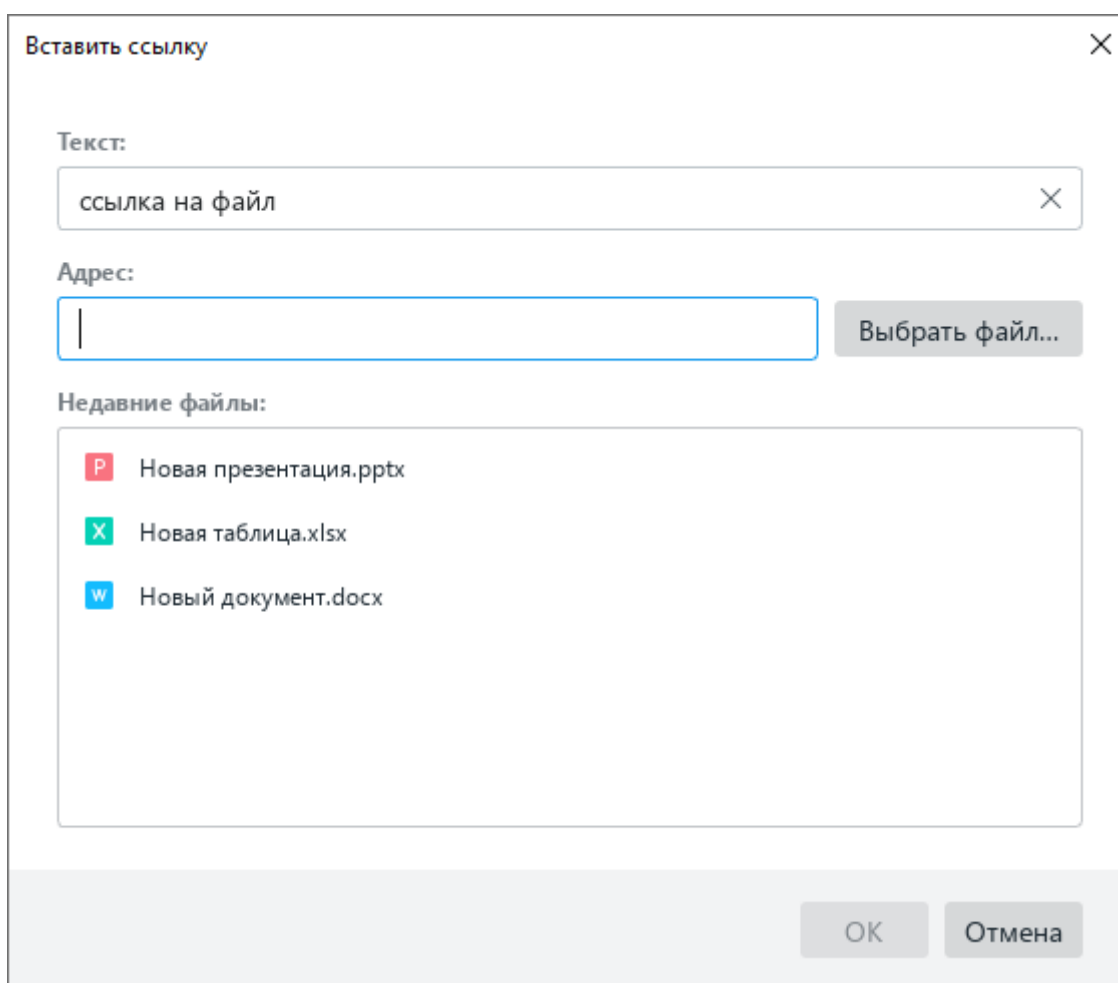 Вставить ссылку
Текст:
ссылка на файл
Адрес:
Выбрать файл...
Недавние файлы:
P Новая презентация.pptx
X Новая таблица.xlsx
W Новый документ.docx
OK Отмена